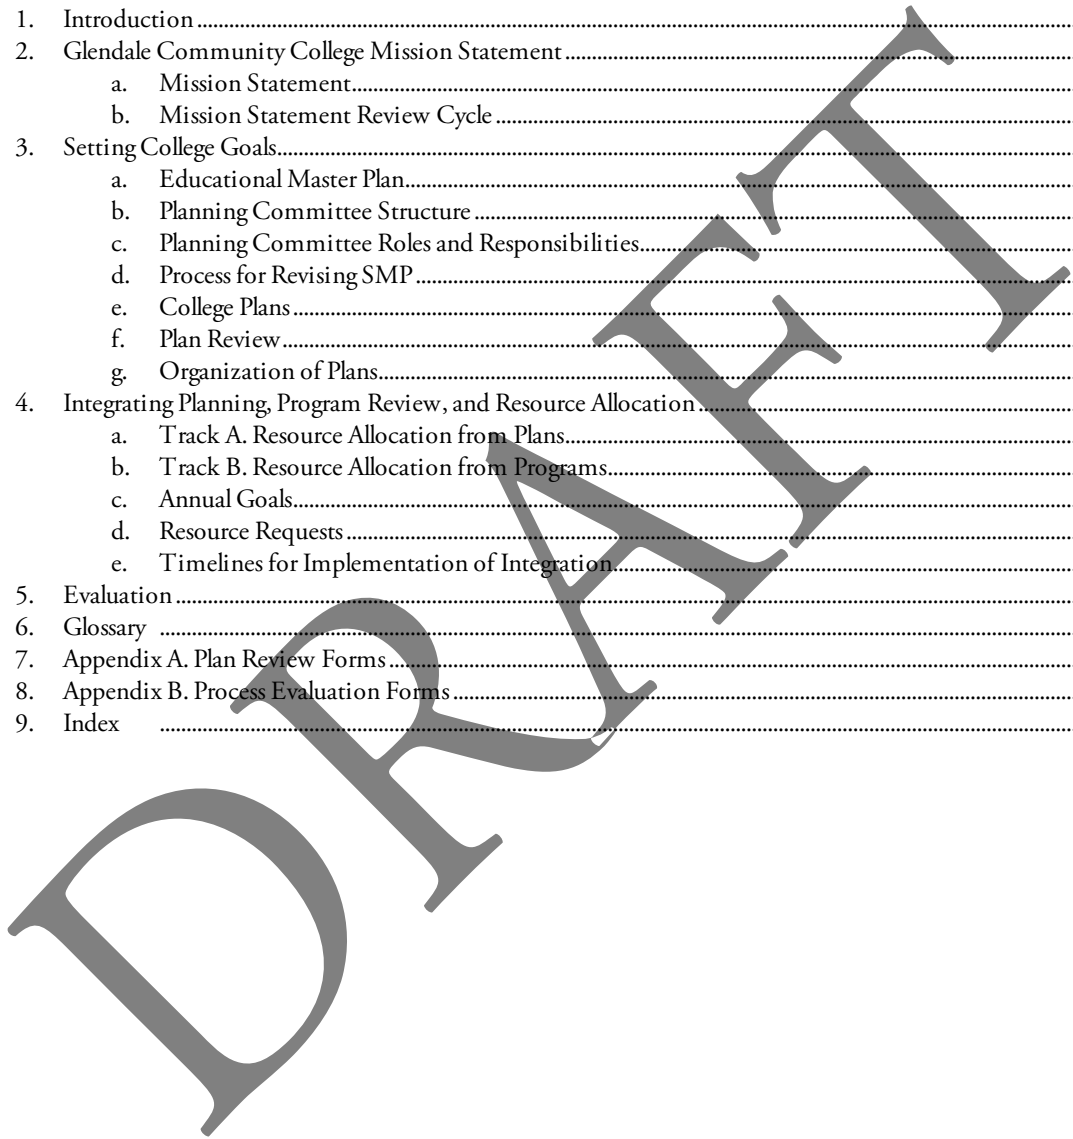 1. Introduction
2. Glendale Community College Mission Statement
a. Mission Statement
b. Mission Statement Review Cycle
3. Setting College Goals
a. Educational Master Plan
b. Planning Committee Structure
c. Planning Committee Roles and Responsibilities
d. Process for Revising SMP
e. College Plans
f. Plan Review
g. Organization of Plans
4. Integrating Planning, Program Review, and Resource Allocation
a. Track A. Resource Allocation from Plans
b. Track B. Resource Allocation from Programs
c. Annual Goals
d. Resource Requests
e. Timelines for Implementation of Integration
5. Evaluation
6. Glossary
7. Appendix A. Plan Review Forms
8. Appendix B. Process Evaluation Forms
9. Index
DRAFT